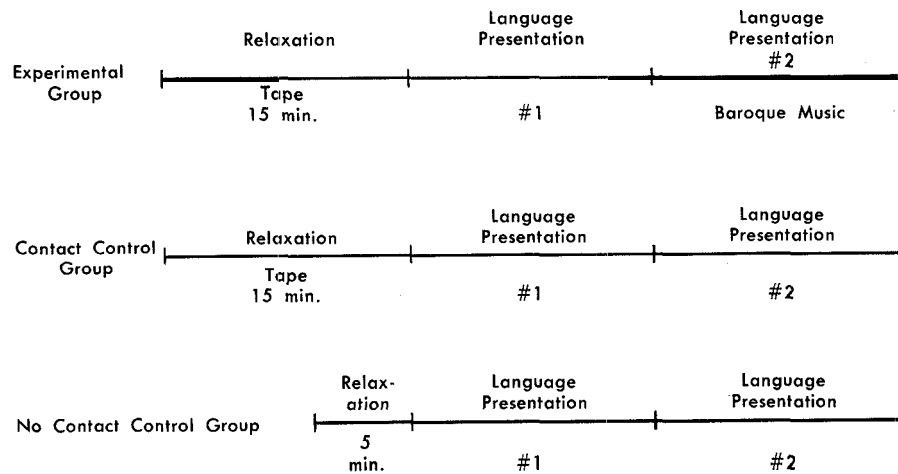 Relaxation
Language
Presentation
Language
Presentation
#2
Experimental
Group
Tape
15 min.
#1
Baroque Music
Contact Control
Group
Relaxation
Language
Presentation
Language
Presentation
Tape
15 min.
#1
#2
No Contact Control Group
Relax-
ation
Language
Presentation
Language
Presentation
5
min.
#1
#2